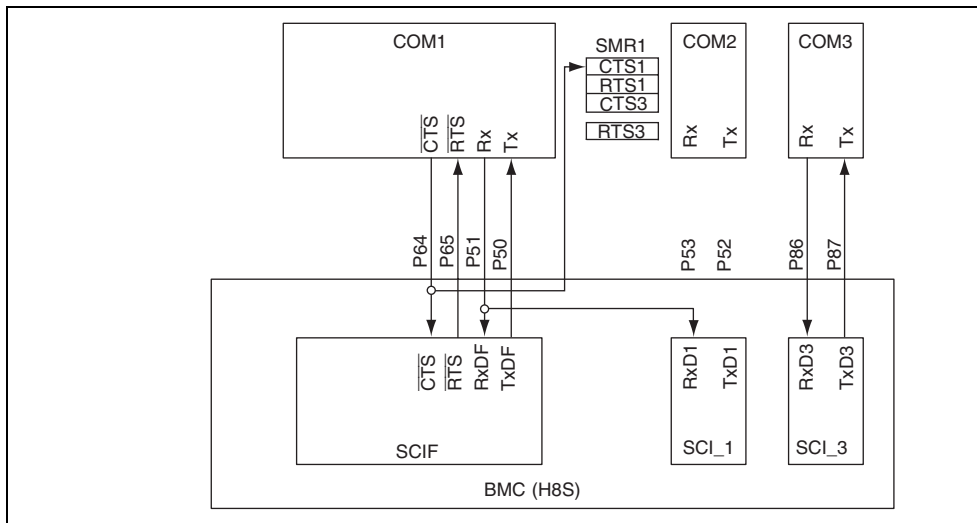 COM1
SMR1
COM2
COM3
CTS1
RTS1
CTS3
RTS3
CTS
RTS
Rx
Tx
Rx
Tx
Rx
Tx
P64
P65
P51
P50
P53
P52
P86
P87
CTS
RTS
RxDF
TxDF
RxD1
TxD1
RxD3
TxD3
SCIF
SCI_1
SCI_3
BMC (H8S)